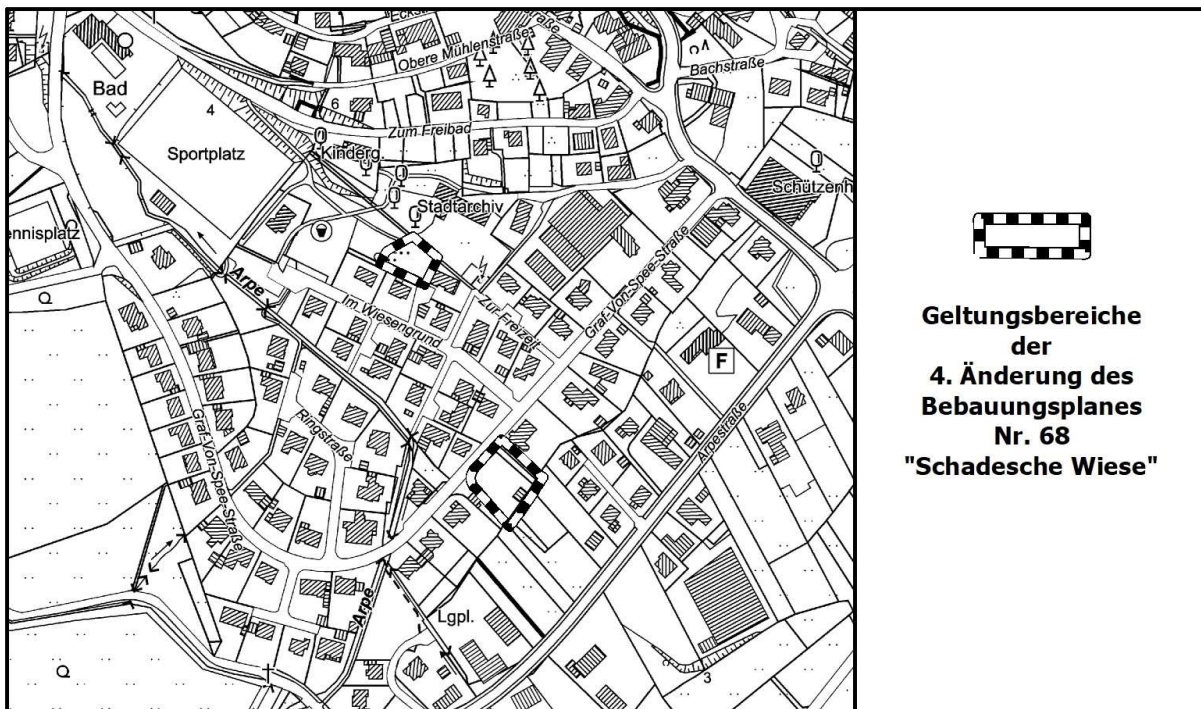 Eckst
straße
Obere Mühlenstraße
Bachstraße
Bad
4
6
Zum Freibad
Sportplatz
Kinderg.
Schützenh
Stadtarchiv
ennisplatz
Arpe
Im Wiesengrund
Zur Freizeit
Graf-Von-Spee-Straße
F
Ringstraße
Graf-Von-Spee-Straße
Arpestraße
Arpe
Lgpl.
3
Geltungsbereiche
der
4. Änderung des
Bebauungsplanes
Nr. 68
"Schadesche Wiese"